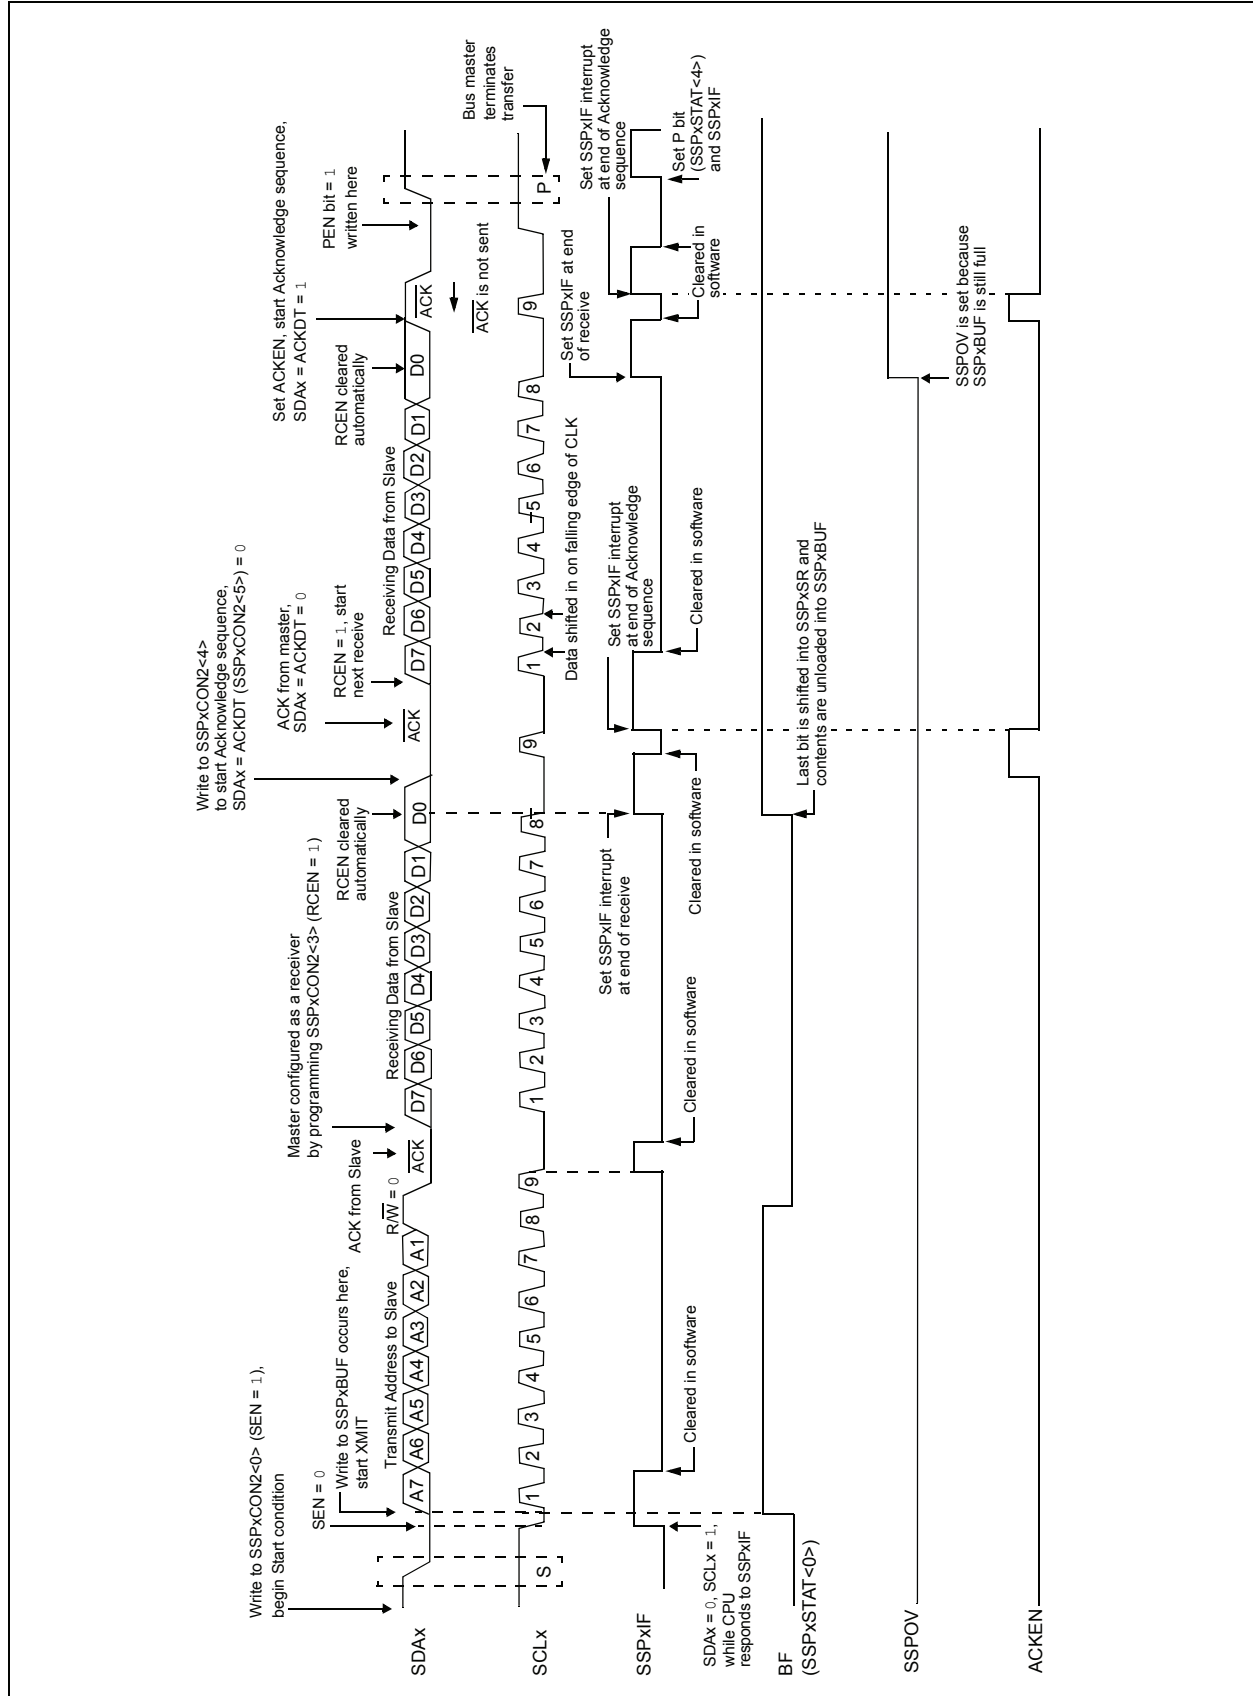 Write to SSPxCON2<0> (SEN = 1),
begin Start condition
SEN = 0
Write to SSPxBUF occurs here,
start XMIT
ACK from Slave
Master configured as a receiver
by programming SSPxCON2<3> (RCEN = 1)
RCEN cleared
automatically
Write to SSPxCON2<4>
to start Acknowledge sequence,
SDAx = ACKDT (SSPxCON2<5>) = 0
ACK from master,
SDAx = ACKDT = 0
RCEN = 1, start
next receive
RCEN cleared
automatically
Set ACKEN, start Acknowledge sequence,
SDAx = ACKDT = 1
PEN bit = 1
written here
Transmit Address to Slave
R/W = 0
Receiving Data from Slave
Receiving Data from Slave
SDAx
A7 A6 A5 A4 A3 A2 A1
ACK
D7 D6 D5 D4 D3 D2 D1 D0
ACK
D7 D6 D5 D4 D3 D2 D1 D0
ACK
ACK is not sent
Bus master
terminates
transfer
SCLx
S
1 2 3 4 5 6 7 8 9
1 2 3 4 5 6 7 8
9
1 2 3 4 5 6 7 8
9
P
Data shifted in on falling edge of CLK
Set SSPxIF interrupt
at end of receive
Set SSPxIF interrupt
at end of Acknowledge
sequence
Set SSPxIF at end
of receive
Set SSPxIF interrupt
at end of Acknowledge
sequence
SSPxIF
SDAx = 0, SCLx = 1,
while CPU
responds to SSPxIF
Cleared in software
Cleared in software
Cleared in software
Cleared in software
Cleared in
software
Set P bit
(SSPxSTAT<4>)
and SSPxIF
BF
(SSPxSTAT<0>)
Last bit is shifted into SSPxSR and
contents are unloaded into SSPxBUF
SSPOV
SSPOV is set because
SSPxBUF is still full
ACKEN